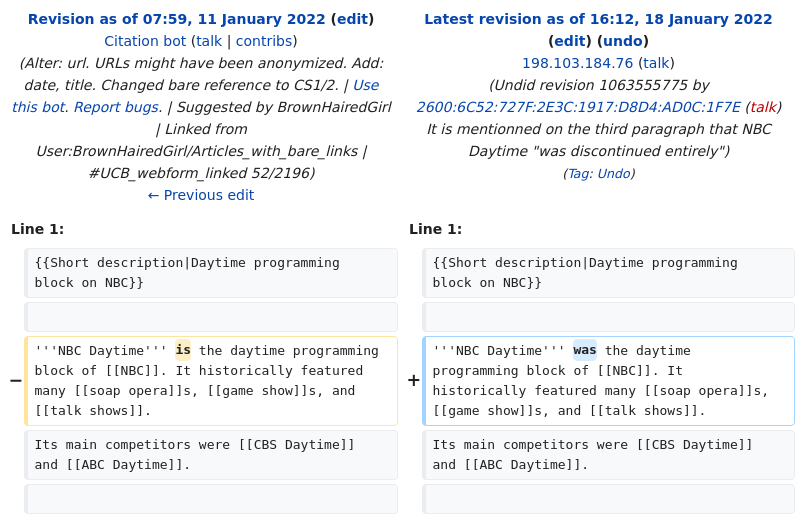 Revision as of 07:59, 11 January 2022 (edit)
Citation bot (talk | contribs)
(Alter: url. URLs might have been anonymized. Add:
date, title. Changed bare reference to CS1/2. | Use
this bot. Report bugs. | Suggested by BrownHairedGirl
| Linked from
User:BrownHairedGirl/Articles_with_bare_links |
#UCB_webform_linked 52/2196)
← Previous edit
Latest revision as of 16:12, 18 January 2022
(edit) (undo)
198.103.184.76 (talk)
(Undid revision 1063555775 by
2600:6C52:727F:2E3C:1917:D8D4:AD0C:1F7E (talk)
It is mentionned on the third paragraph that NBC
Daytime "was discontinued entirely")
(Tag: Undo)
Line 1:
{{Short description|Daytime programming
block on NBC}}
− '''NBC Daytime''' is the daytime programming
block of [[NBC]]. It historically featured
many [[soap opera]]s, [[game show]]s, and
[[talk shows]].
Its main competitors were [[CBS Daytime]]
and [[ABC Daytime]].
Line 1:
{{Short description|Daytime programming
block on NBC}}
+ '''NBC Daytime''' was the daytime
programming block of [[NBC]]. It
historically featured many [[soap opera]]s,
[[game show]]s, and [[talk shows]].
Its main competitors were [[CBS Daytime]]
and [[ABC Daytime]].